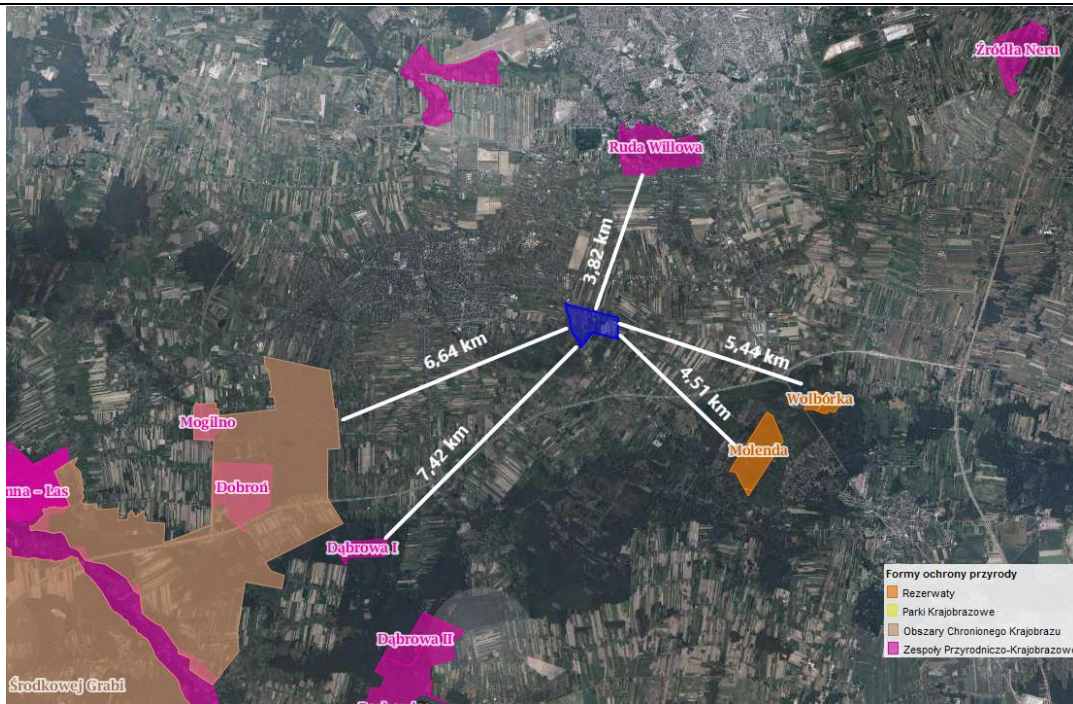 Źródła Neru
Ruda Willowa
3,82 km
6,64 km
5,44 km
4,51 km
7,42 km
Wolbórka
Molenda
Mogilno
Dobroń
nna – Las
Dąbrowa I
Dąbrowa II
Środkowej Grabi
Formy ochrony przyrody
Rezerwaty
Parki Krajobrazowe
Obszary Chronionego Krajobrazu
Zespoły Przyrodniczo-Krajobrazowe